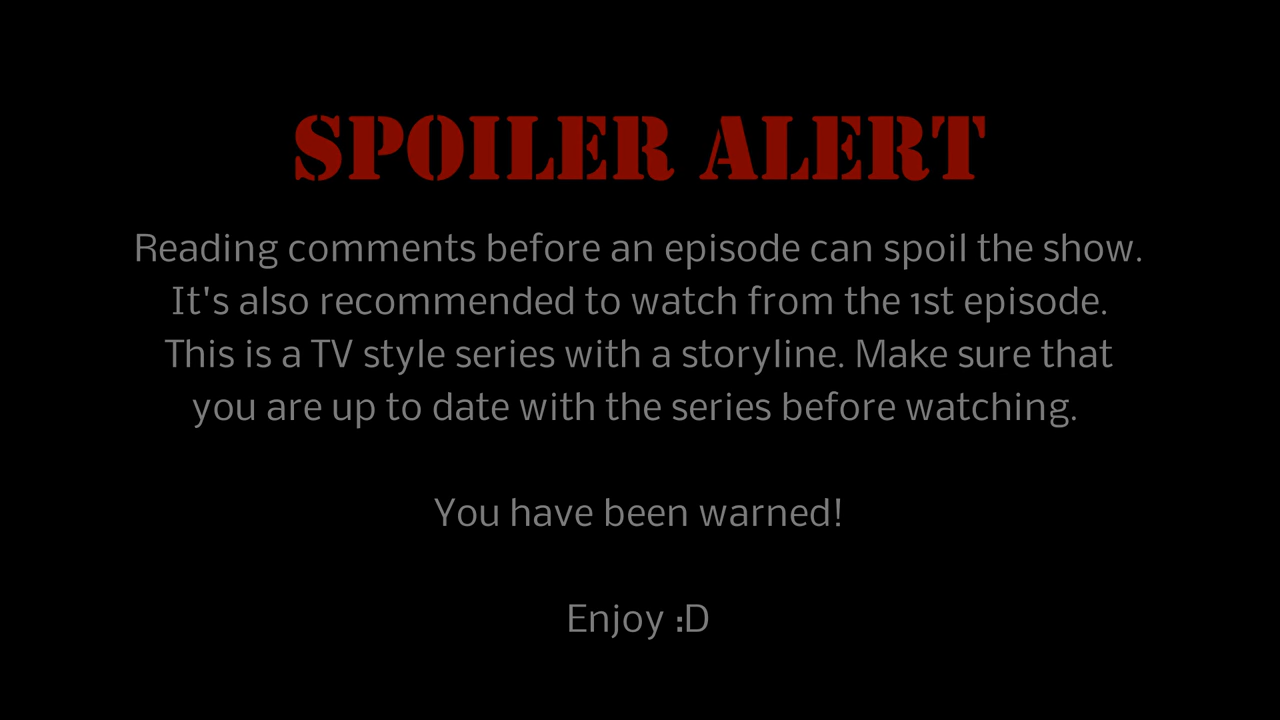 SPOILER ALERT
Reading comments before an episode can spoil the show.
It's also recommended to watch from the 1st episode.
This is a TV style series with a storyline. Make sure that
you are up to date with the series before watching.
You have been warned!
Enjoy :D